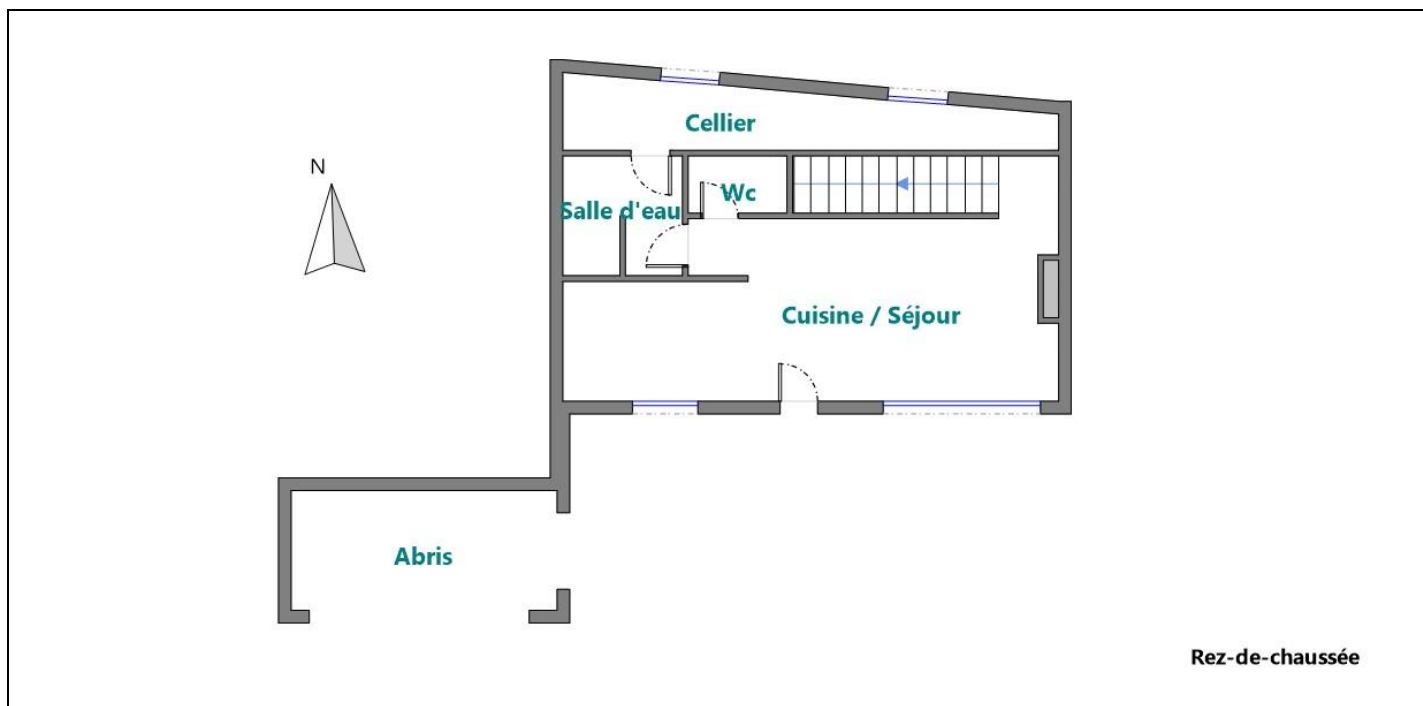 Cellier
N
Wc
Salle d'eau
Cuisine / Séjour
Abris
Rez-de-chaussée